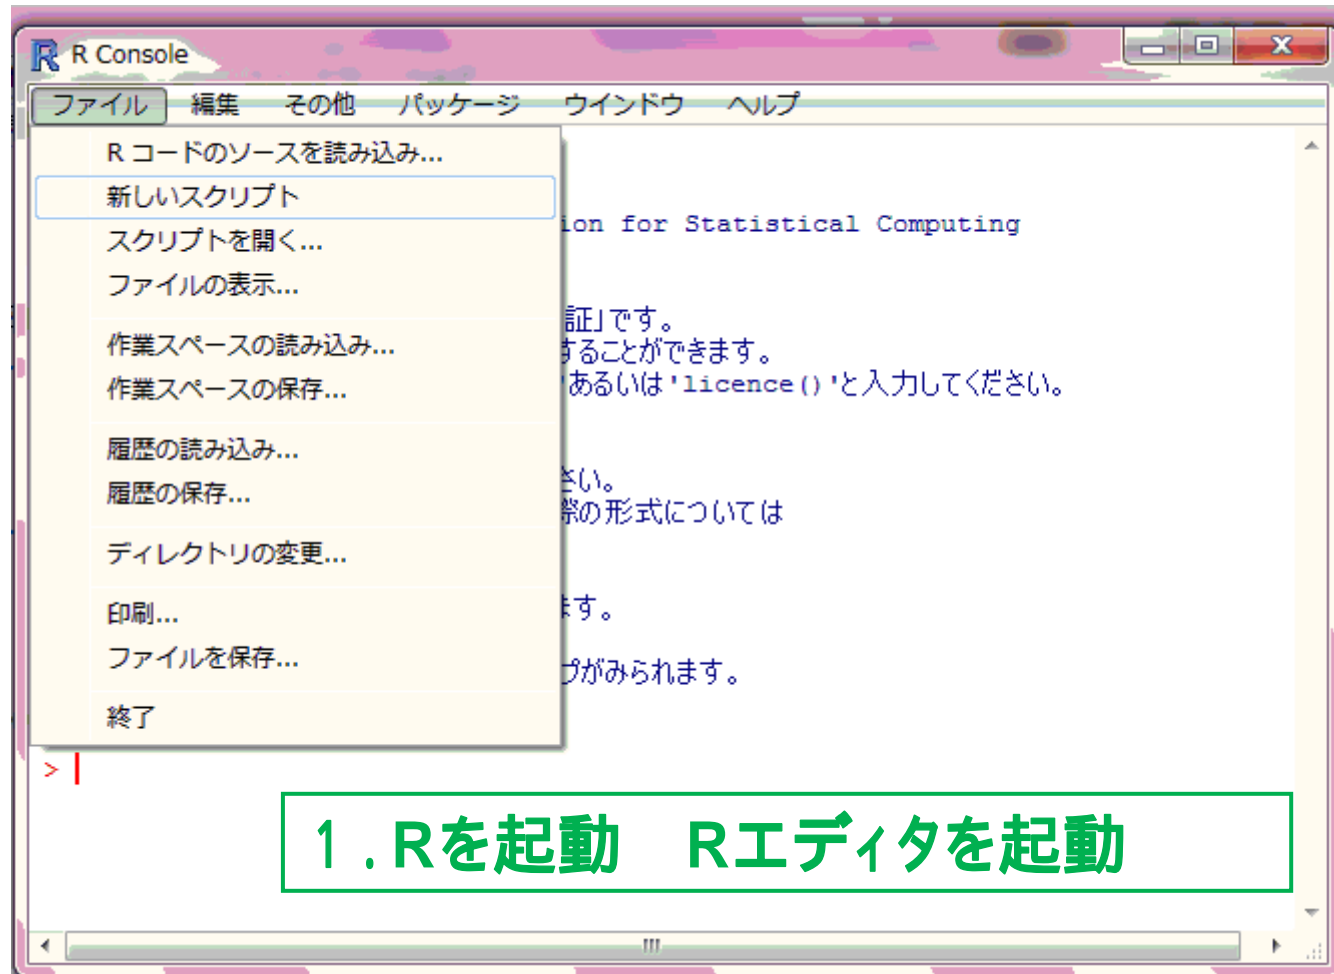 R Console
ファイル 編集 その他 パッケージ ウインドウ ヘルプ
R コードのソースを読み込み...
新しいスクリプト
スクリプトを開く...
ファイルの表示...
作業スペースの読み込み...
作業スペースの保存...
履歴の読み込み...
履歴の保存...
ディレクトリの変更...
印刷...
ファイルを保存...
終了
ion for Statistical Computing
証」です。
することができます。
'あるいは'licence()'と入力してください。
さい。
際の形式については
ます。
プがみられます。
>
1.Rを起動 Rエディタを起動